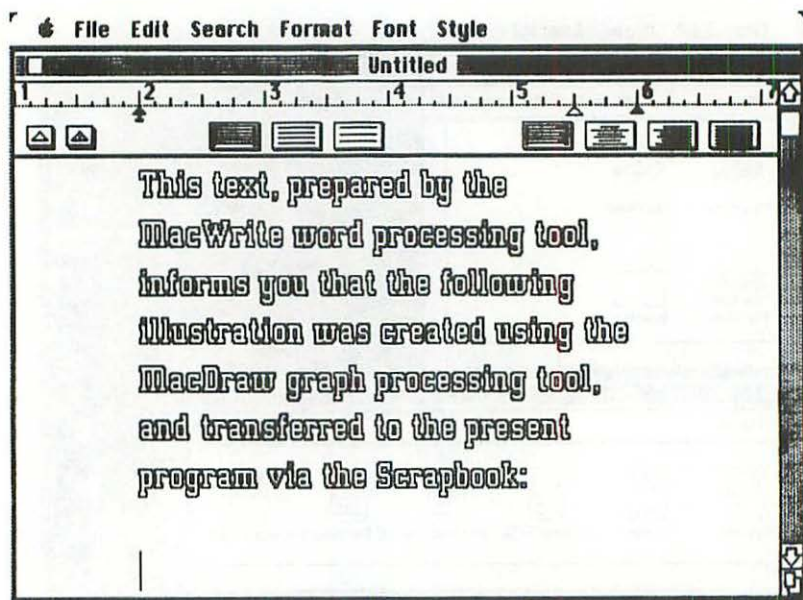 File Edit Search Format Font Style
Untitled
1 2 3 4 5 6 7
This text, prepared by the
MacWrite word processing tool,
informs you that the following
illustration was created using the
MacDraw graph processing tool,
and transferred to the present
program via the Scrapbook: